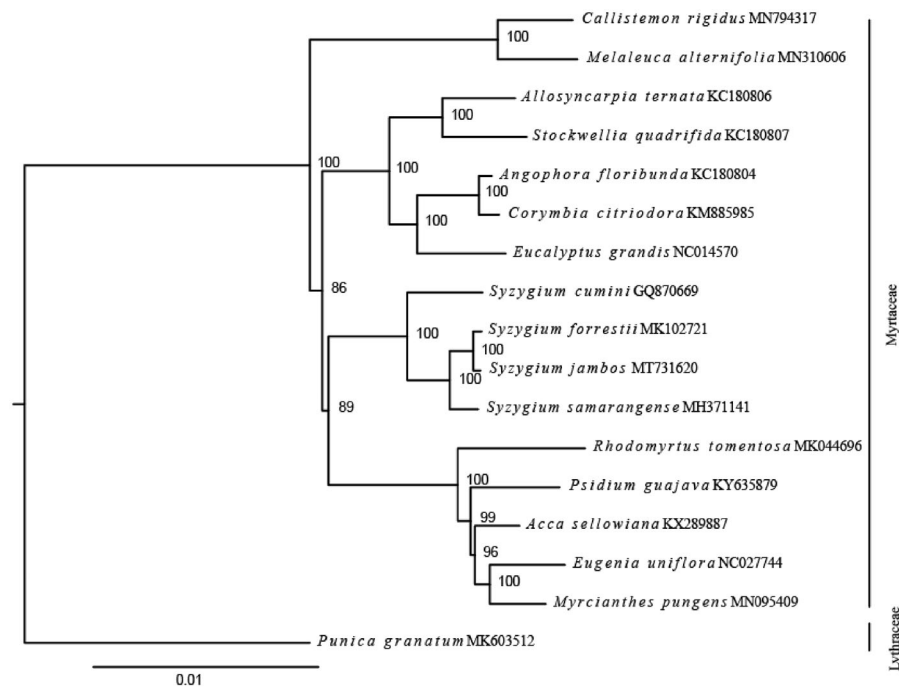 Callistemon rigidus MN794317
100
Melaleuca alternifolia MN310606
Allosyncarpia ternata KC180806
100
Stockwellia quadrifida KC180807
100
100
Angophora floribunda KC180804
100
Corymbia citriodora KM885985
100
Eucalyptus grandis NC014570
86
Syzygium cumini GQ870669
100
Syzygium forrestii MK102721
100
Syzygium jambos MT731620
100
89
Syzygium samarangense MH371141
Rhodomyrtus tomentosa MK044696
100
Psidium guajava KY635879
99
Acca sellowiana KX289887
96
Eugenia uniflora NC027744
100
Myrcianthes pungens MN095409
Punica granatum MK603512
0.01
Myrtaceae
Lythraceae